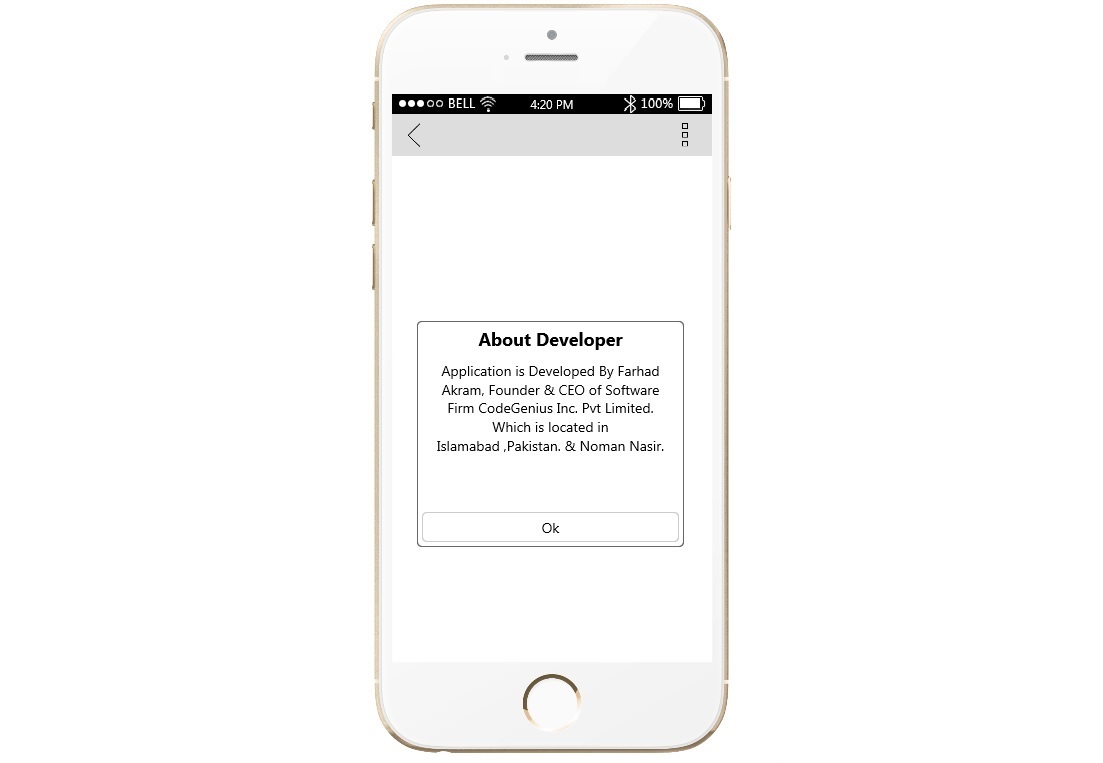 BELL 4:20 PM 100%
About Developer
Application is Developed By Farhad
Akram, Founder & CEO of Software
Firm CodeGenius Inc. Pvt Limited.
Which is located in
Islamabad ,Pakistan. & Noman Nasir.
Ok